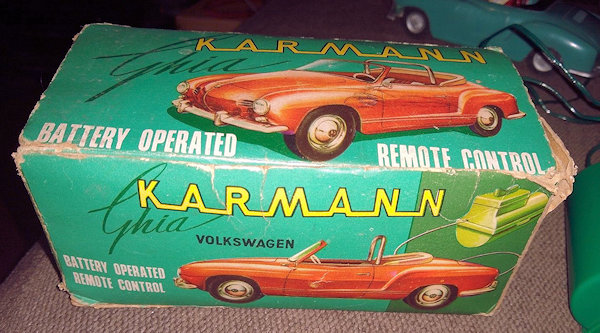 KARMANN
Ghia
BATTERY OPERATED
REMOTE CONTROL
KARMANN
Ghia
VOLKSWAGEN
BATTERY OPERATED
REMOTE CONTROL